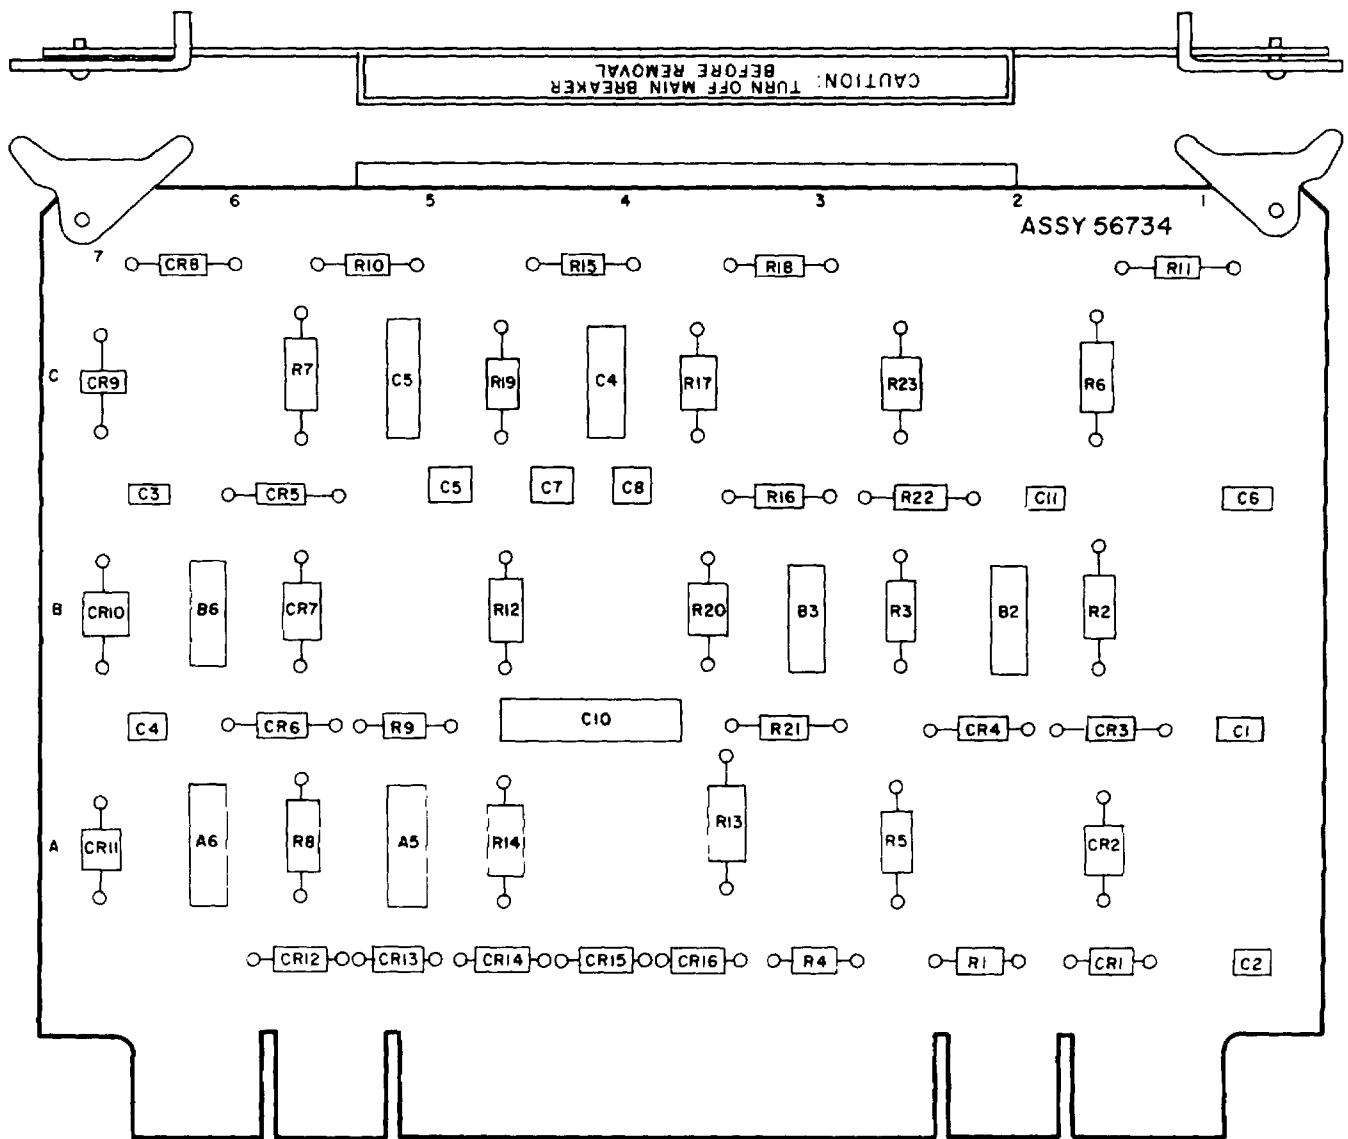 CAUTION: TURN OFF MAIN BREAKER
BEFORE REMOVAL
6 5 4 3 2 1
ASSY 56734
7
CR8 R10 R15 R18 R11
C CR9 R7 C5 R19 C4 R17 R23 R6
C3 CR5 C5 C7 C8 R16 R22 C11 C6
B CR10 B6 CR7 R12 R20 B3 R3 B2 R2
C4 CR6 R9 C10 R21 CR4 CR3 C1
A CR11 A6 R8 A5 R14 R13 R5 CR2
CR12 CR13 CR14 CR15 CR16 R4 R1 CR1 C2